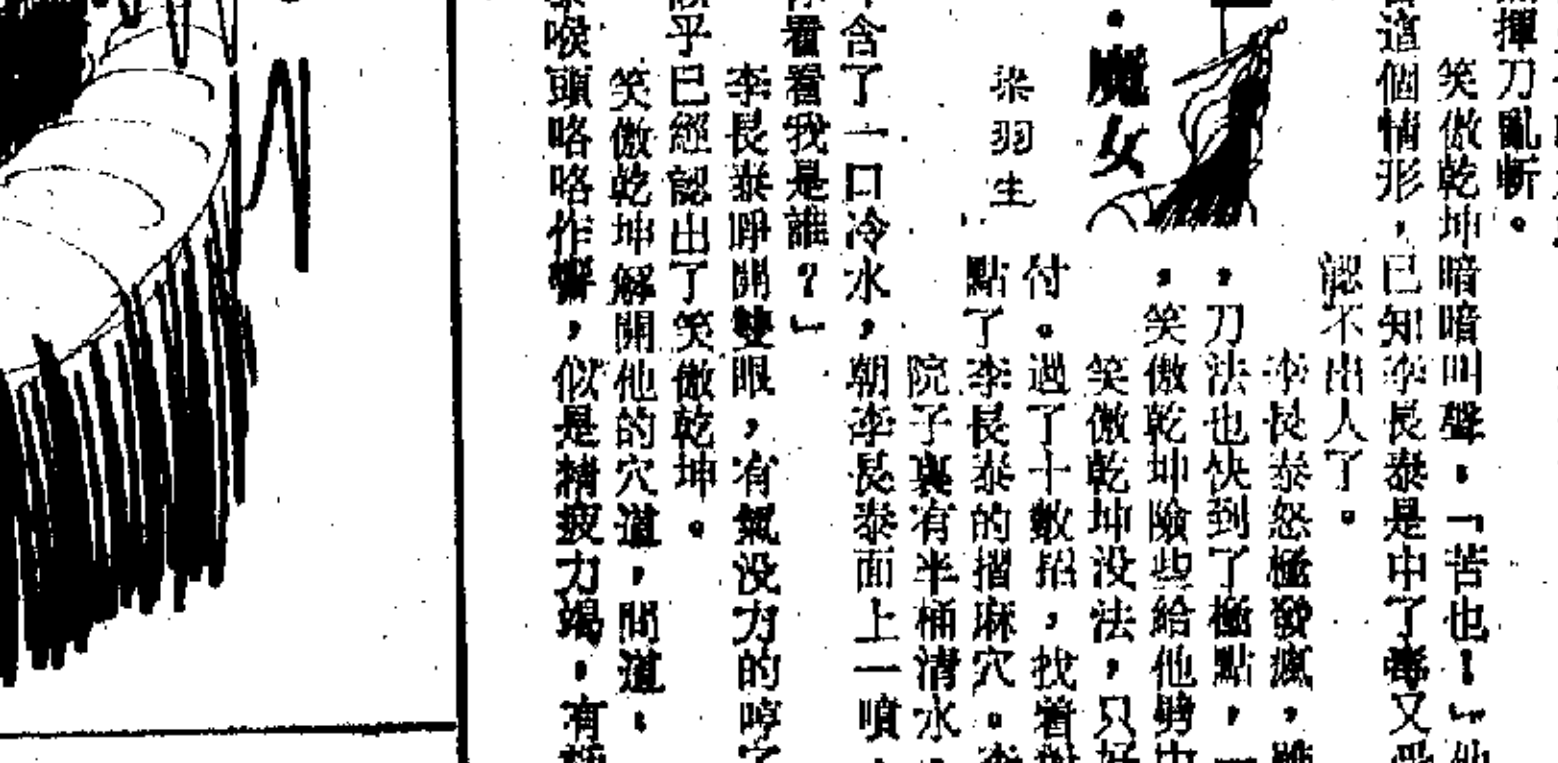 揮刀亂斬。
笑傲乾坤暗暗叫聲：「苦也！」他
這個情形，已知李長泰是中了毒又受
認不出人了。
李長泰怒極發瘋，雖
，刀法也快到了極點，一
，笑傲乾坤險些給他劈中
笑傲乾坤沒法，只好
付。過了十數招，找着對
點了李長泰的摺麻穴。李
．魔女
梁羽生
院子裏有半桶清水，
含了一口冷水，朝李長泰面上一噴，
看看我是誰？」
李長泰睜開雙眼，有氣沒力的哼了
乎已經認出了笑傲乾坤。
笑傲乾坤解開他的穴道，問道：
喉頭咯咯作響，似是精疲力竭，有